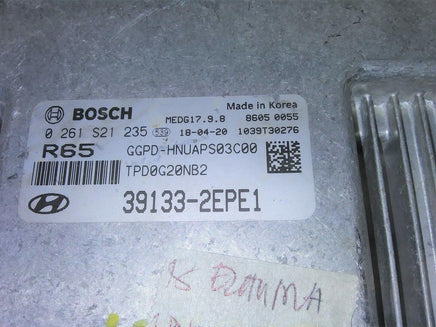 BOSCH
MEDG17.9.8
Made in Korea
0 261 S21 235 539 18-04-20
8605 0055
1039T30276
R65
GGPD-HNUAPS03C00
TPD0G20NB2
39133-2EPE1